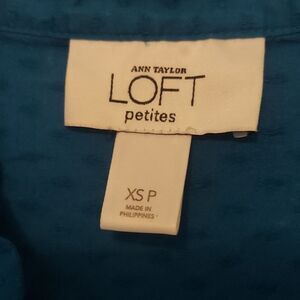 ANN TAYLOR
LOFT
petites
XS P
MADE IN
PHILIPPINES